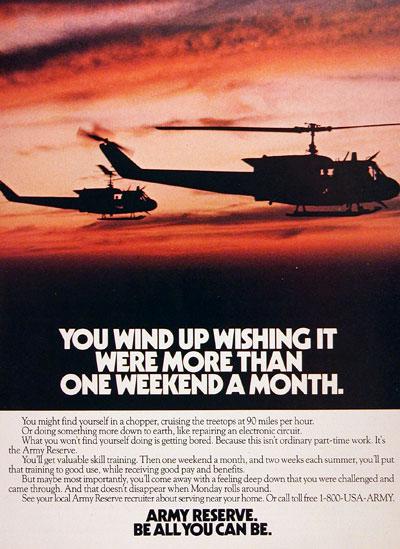 YOU WIND UP WISHING IT
WERE MORE THAN
ONE WEEKEND A MONTH.
You might find yourself in a chopper, cruising the treetops at 90 miles per hour.
Or doing something more down to earth, like repairing an electronic circuit.
What you won't find yourself doing is getting bored. Because this isn't ordinary part-time work. It's
the Army Reserve.
You'll get valuable skill training. Then one weekend a month, and two weeks each summer, you'll put
that training to good use, while receiving good pay and benefits.
But maybe most importantly, you'll come away with a feeling deep down that you were challenged and
came through. And that doesn't disappear when Monday rolls around.
See your local Army Reserve recruiter about serving near your home. Or call toll free 1-800-USA-ARMY.
ARMY RESERVE.
BE ALL YOU CAN BE.